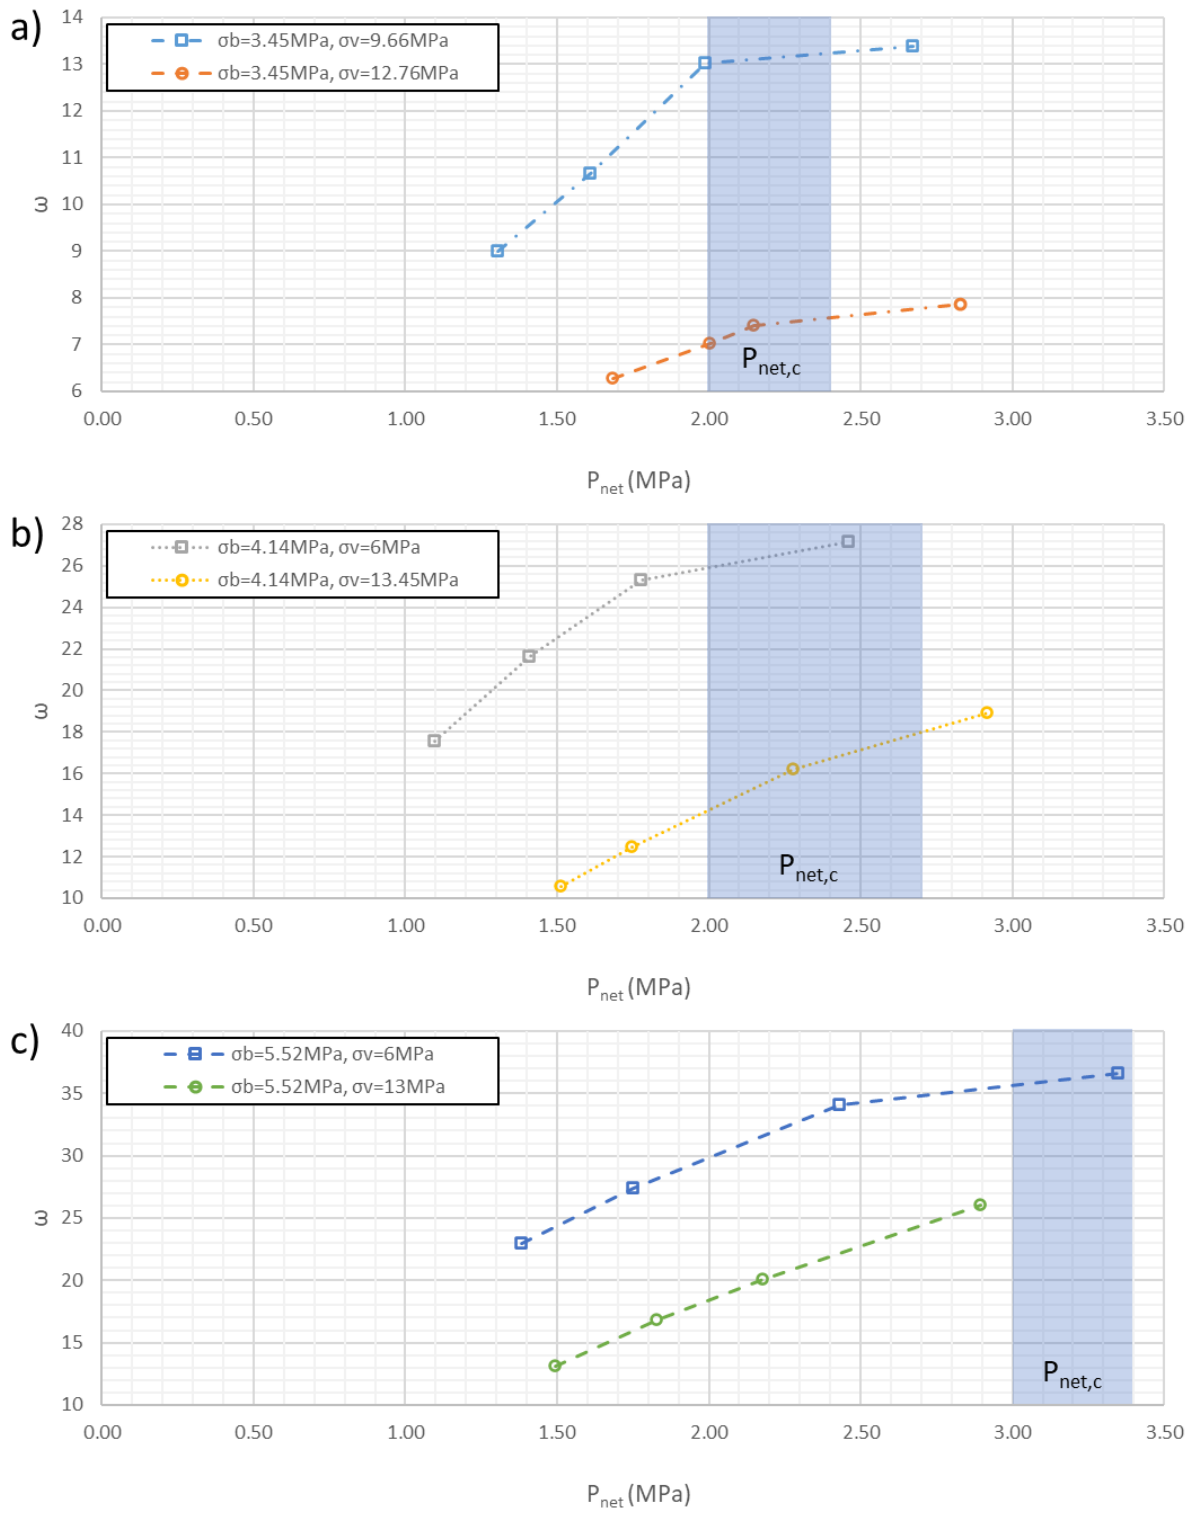 a)
14
13
12
11
10
9
8
7
6
ω
σb=3.45MPa, σv=9.66MPa
σb=3.45MPa, σv=12.76MPa
Pnet,c
0.00 0.50 1.00 1.50 2.00 2.50 3.00 3.50
Pnet (MPa)
b)
28
26
24
22
20
18
16
14
12
10
ω
σb=4.14MPa, σv=6MPa
σb=4.14MPa, σv=13.45MPa
Pnet,c
0.00 0.50 1.00 1.50 2.00 2.50 3.00 3.50
Pnet (MPa)
c)
40
35
30
25
20
15
10
ω
σb=5.52MPa, σv=6MPa
σb=5.52MPa, σv=13MPa
Pnet,c
0.00 0.50 1.00 1.50 2.00 2.50 3.00 3.50
Pnet (MPa)